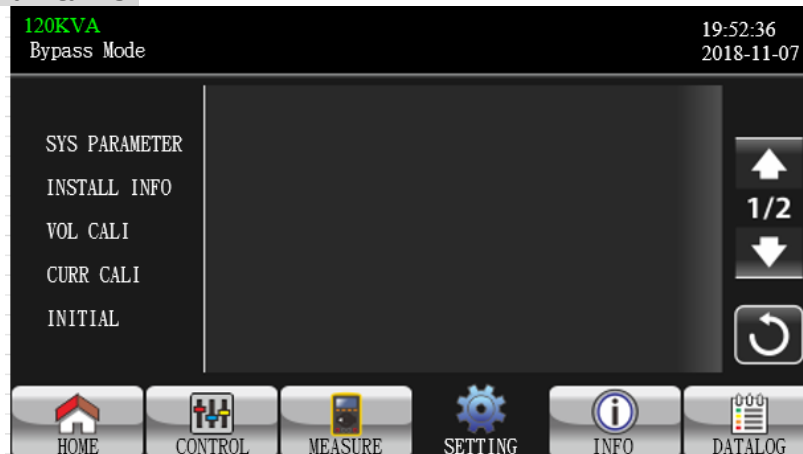 120KVA
Bypass Mode
19:52:36
2018-11-07
SYS PARAMETER
INSTALL INFO
VOL CALI
CURR CALI
INITIAL
1/2
HOME
CONTROL
MEASURE
SETTING
INFO
DATALOG